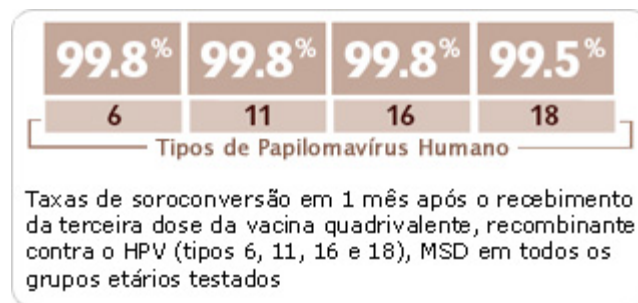 99.8% 99.8% 99.8% 99.5%
6 11 16 18
Tipos de Papilomavírus Humano
Taxas de soroconversão em 1 mês após o recebimento
da terceira dose da vacina quadrivalente, recombinante
contra o HPV (tipos 6, 11, 16 e 18), MSD em todos os
grupos etários testados